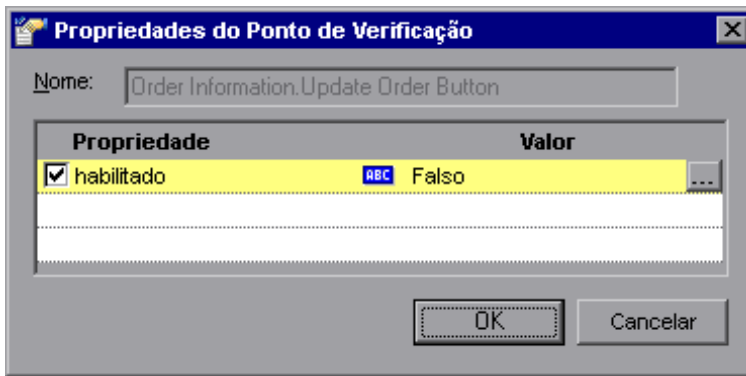 Propriedades do Ponto de Verificação
Nome: Order Information.Update Order Button
Propriedade Valor
habilitado ABC Falso ...
OK Cancelar